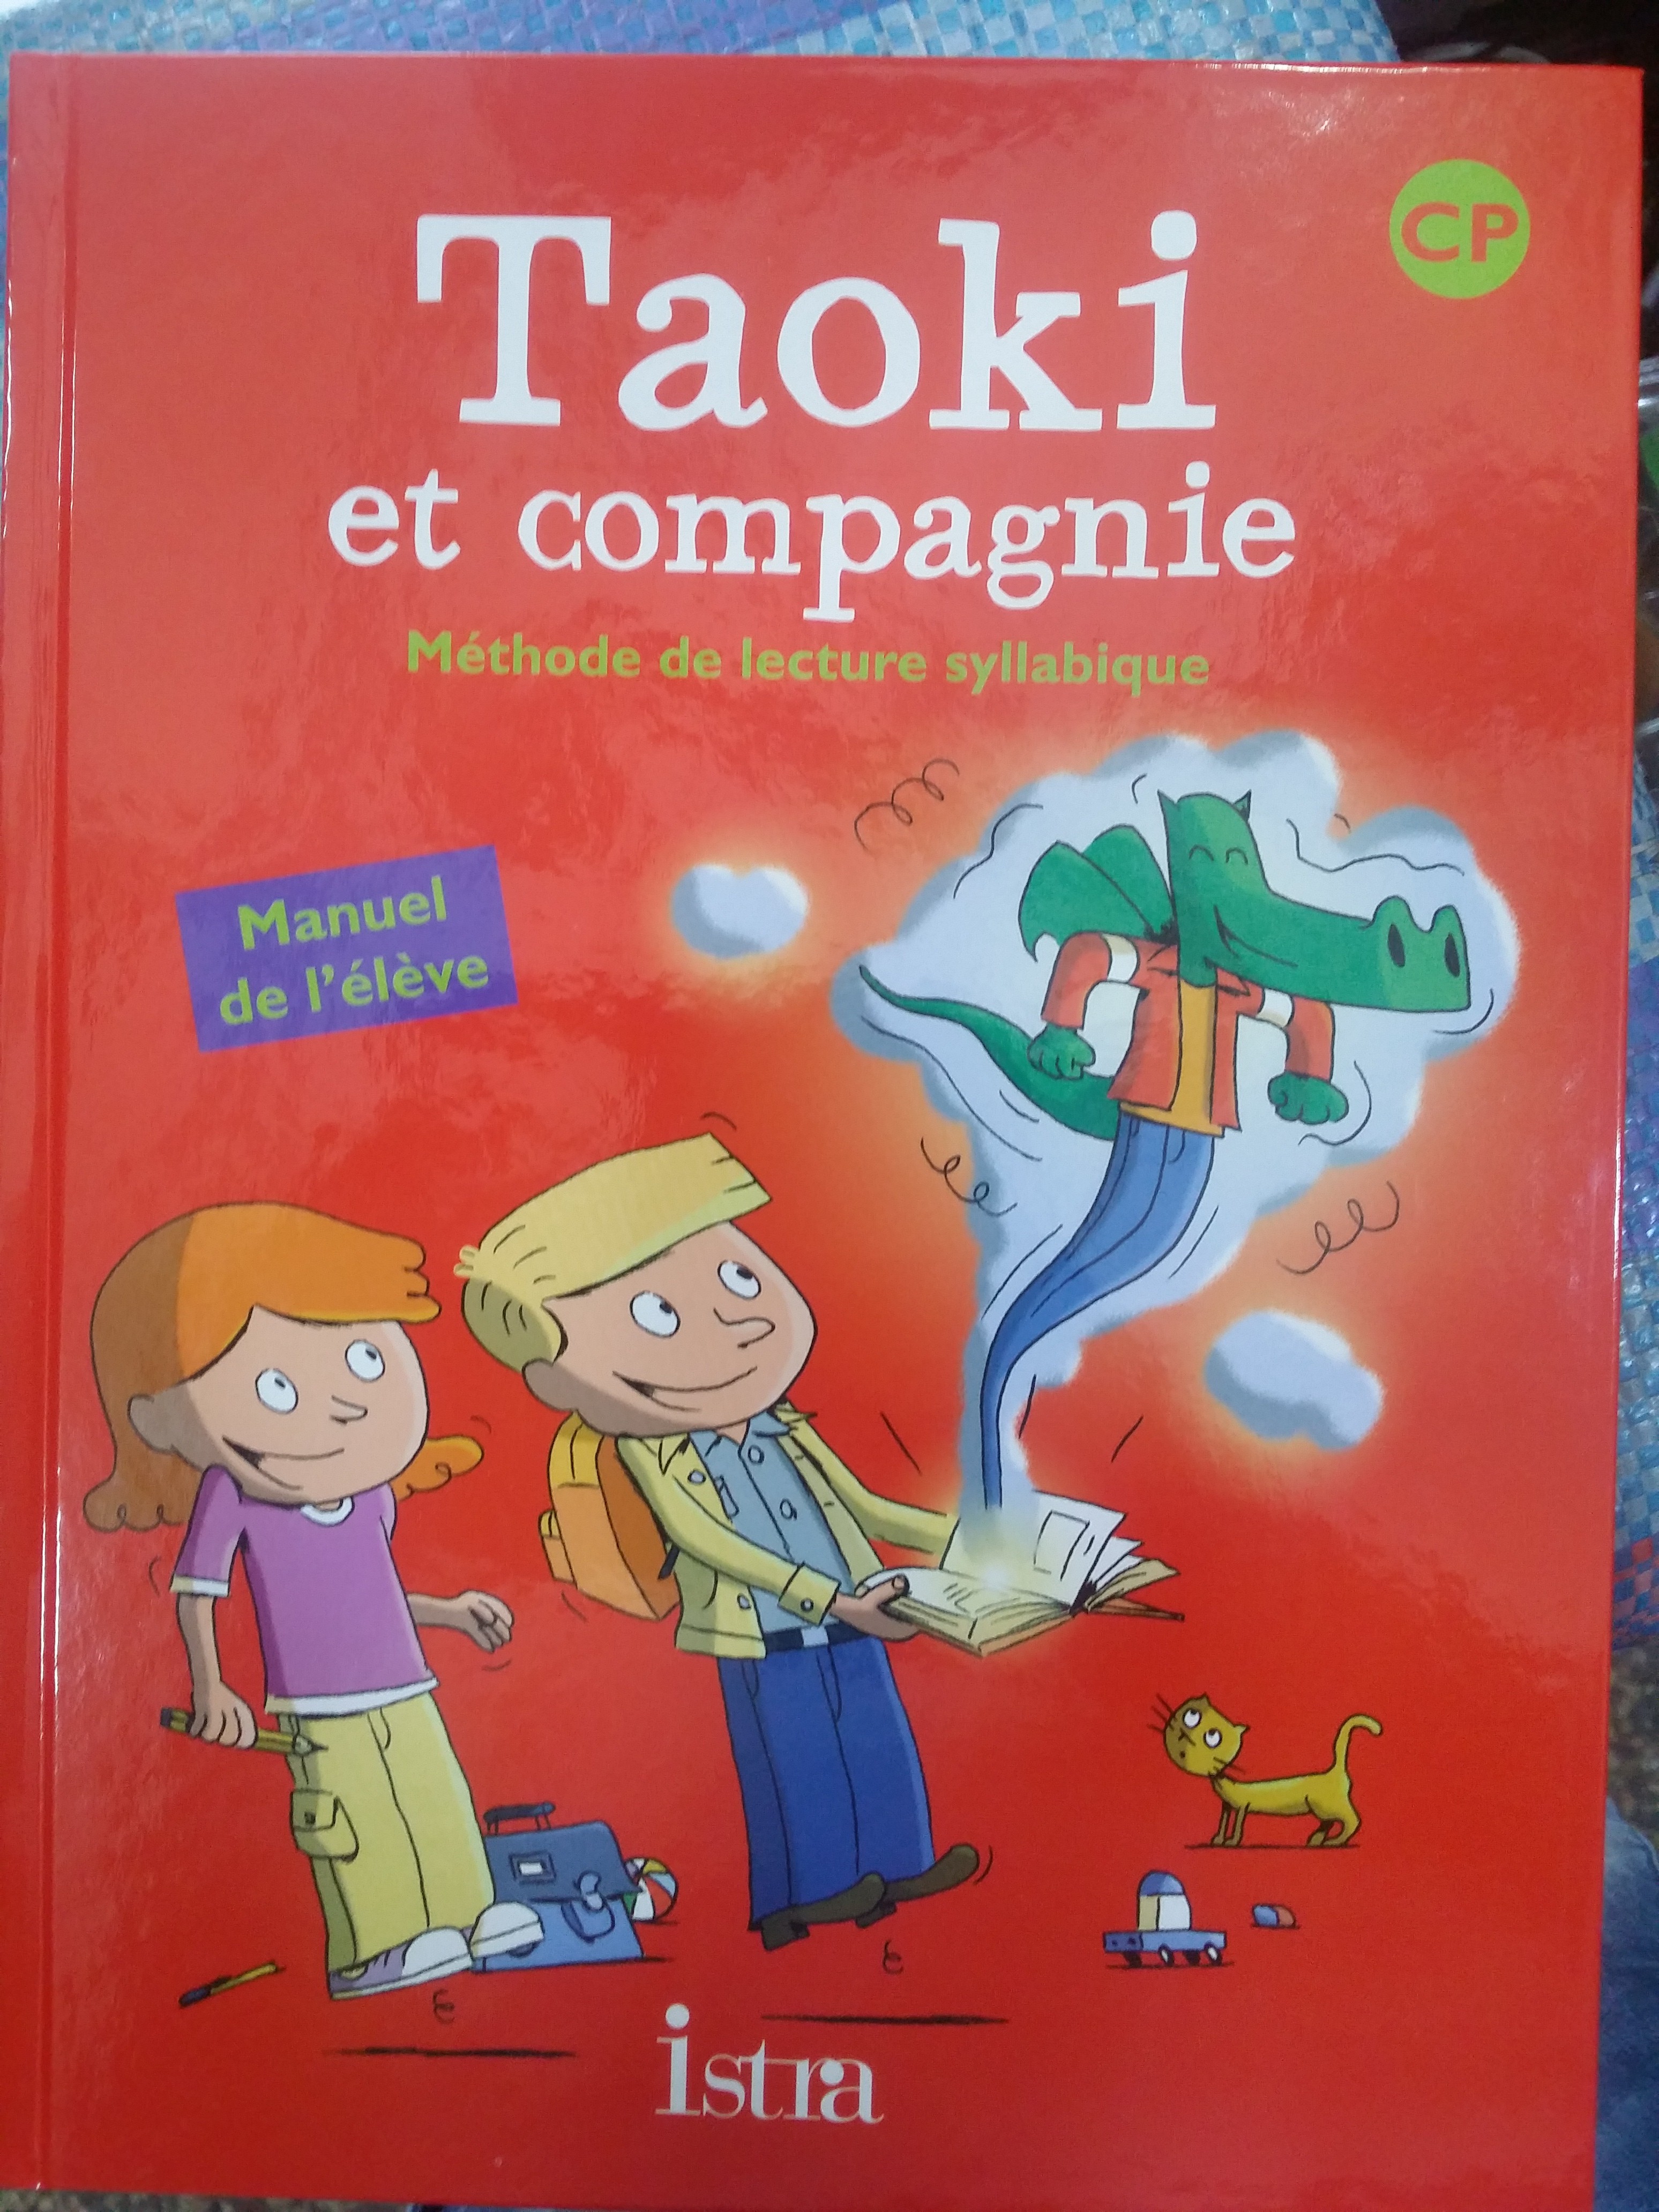 CP
Taoki
et compagnie
Méthode de lecture syllabique
Manuel
de l'élève
istra